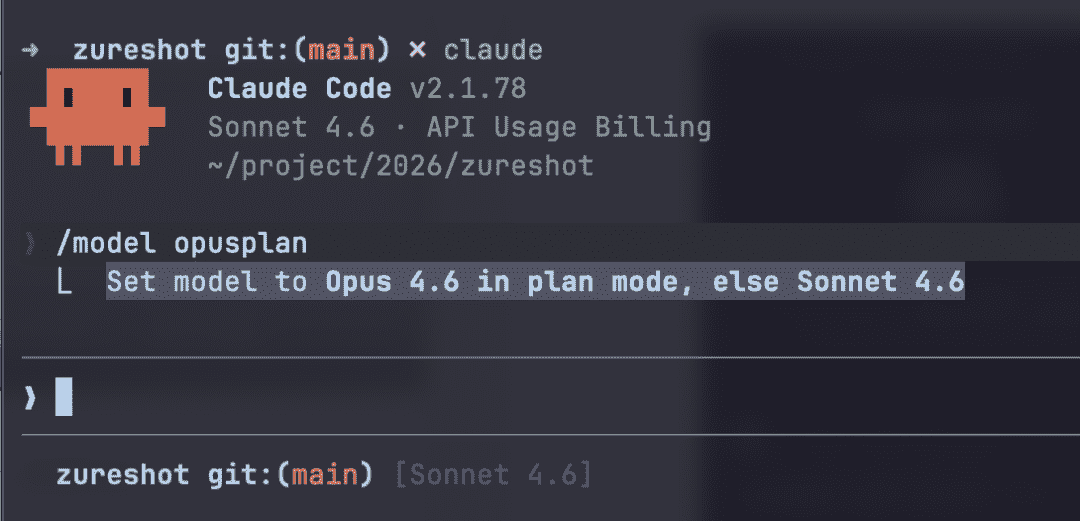 ➜ zureshot git:(main) ✗ claude
Claude Code v2.1.78
Sonnet 4.6 · API Usage Billing
~/project/2026/zureshot
❯ /model opusplan
⎿ Set model to Opus 4.6 in plan mode, else Sonnet 4.6
❯
zureshot git:(main) [Sonnet 4.6]